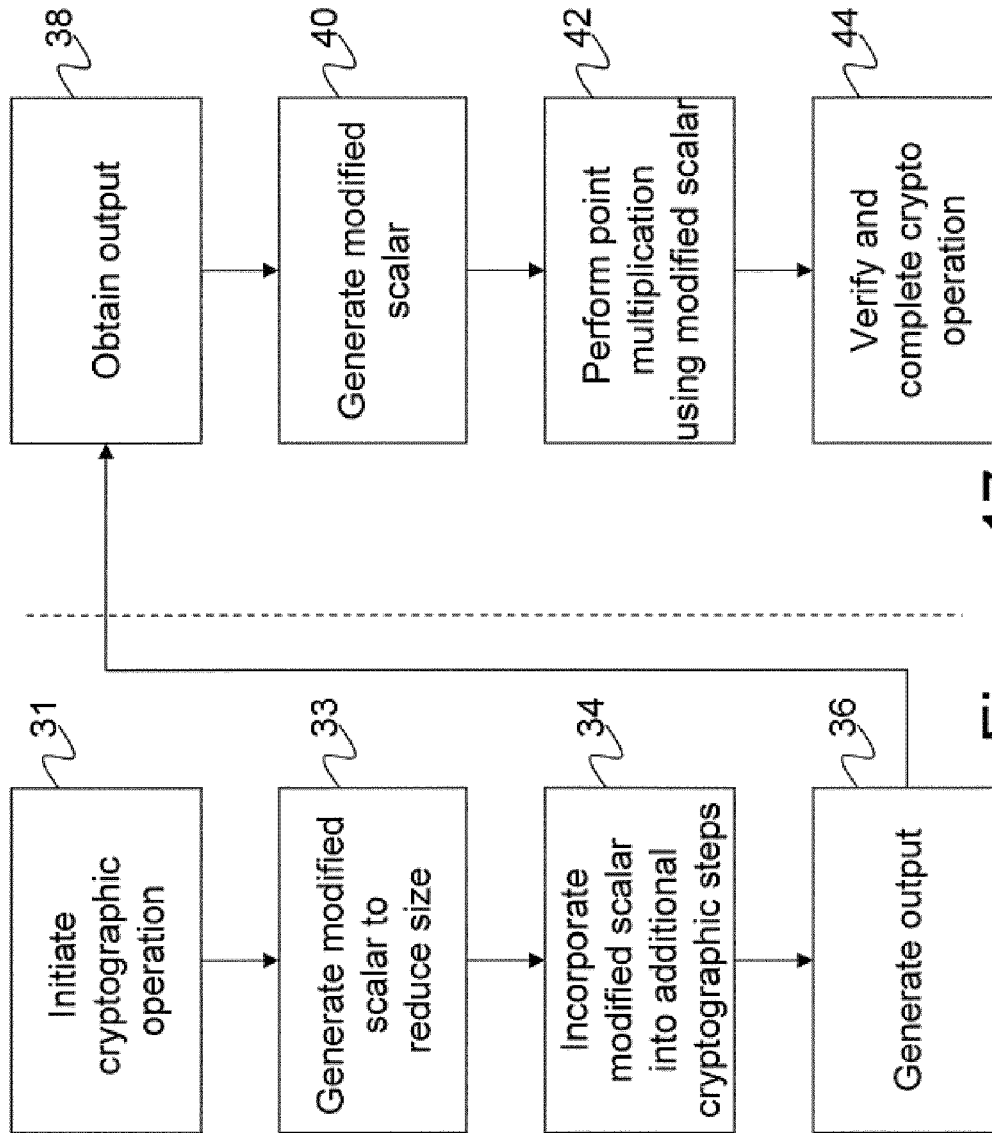 31
Initiate
cryptographic
operation
33
Generate modified
scalar to
reduce size
34
Incorporate
modified scalar
into additional
cryptographic steps
36
Generate output
38
Obtain output
40
Generate modified
scalar
42
Perform point
multiplication
using modified scalar
44
Verify and
complete crypto
operation